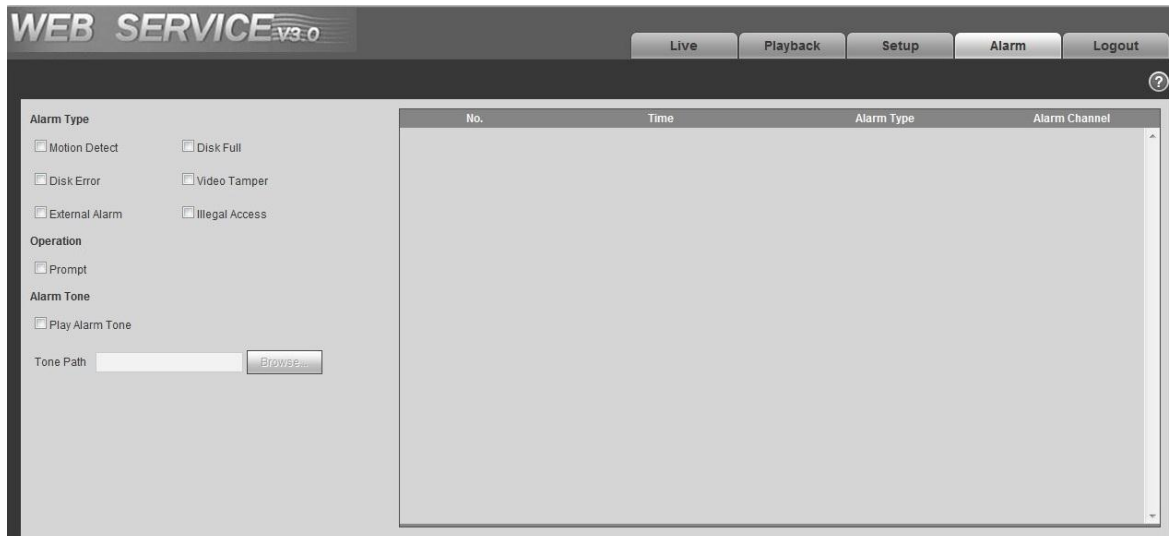 WEB SERVICE V3.0
Live Playback Setup Alarm Logout
?
Alarm Type
Motion Detect Disk Full
Disk Error Video Tamper
External Alarm Illegal Access
Operation
Prompt
Alarm Tone
Play Alarm Tone
Tone Path Browse...
No. Time Alarm Type Alarm Channel